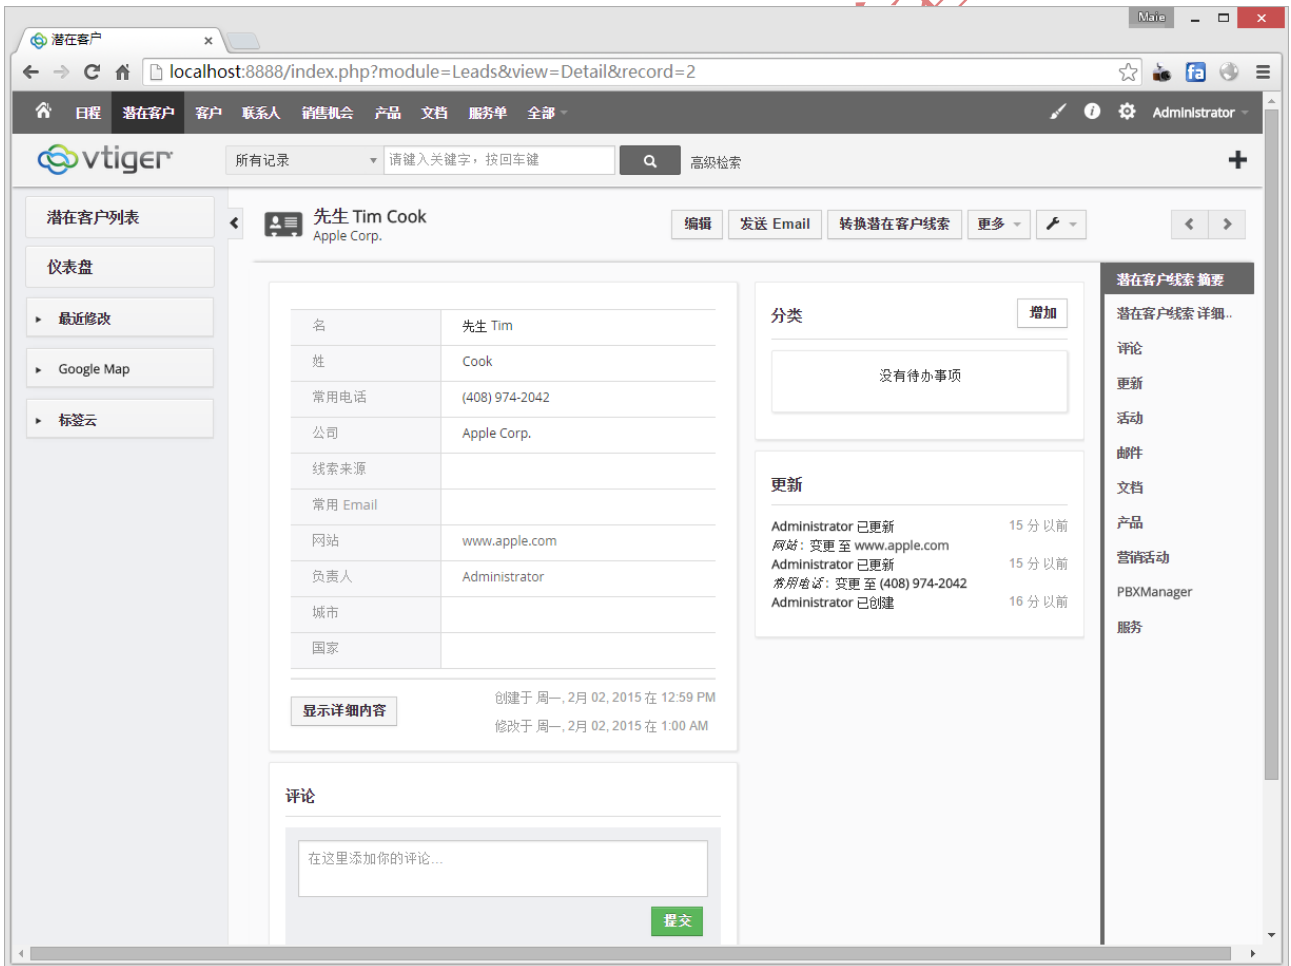 Maie
潜在客户
localhost:8888/index.php?module=Leads&view=Detail&record=2
日程 潜在客户 客户 联系人 销售机会 产品 文档 服务单 全部 Administrator
vtiger 所有记录 请键入关键字，按回车键 高级检索
潜在客户列表
仪表盘
最近修改
Google Map
标签云
先生 Tim Cook
Apple Corp.
编辑 发送 Email 转换潜在客户线索 更多
名 先生 Tim
姓 Cook
常用电话 (408) 974-2042
公司 Apple Corp.
线索来源
常用 Email
网站 www.apple.com
负责人 Administrator
城市
国家
显示详细内容
创建于 周一, 2月 02, 2015 在 12:59 PM
修改于 周一, 2月 02, 2015 在 1:00 AM
评论
在这里添加你的评论...
提交
分类 增加
没有待办事项
更新
Administrator 已更新 15 分 以前
网站 : 变更 至 www.apple.com
Administrator 已更新 15 分 以前
常用电话 : 变更 至 (408) 974-2042
Administrator 已创建 16 分 以前
潜在客户线索 摘要
潜在客户线索 详细..
评论
更新
活动
邮件
文档
产品
营销活动
PBXManager
服务